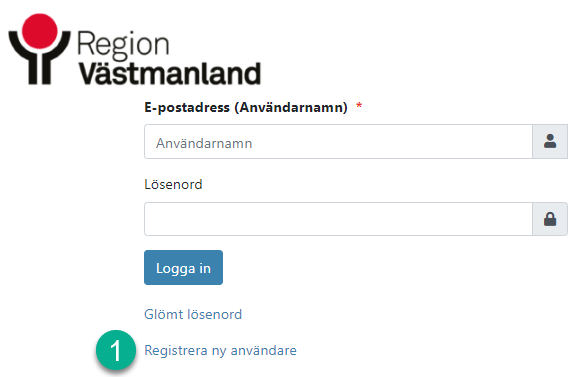 Region
Västmanland
E-postadress (Användarnamn) *
Användarnamn
Lösenord
Logga in
Glömt lösenord
1 Registrera ny användare